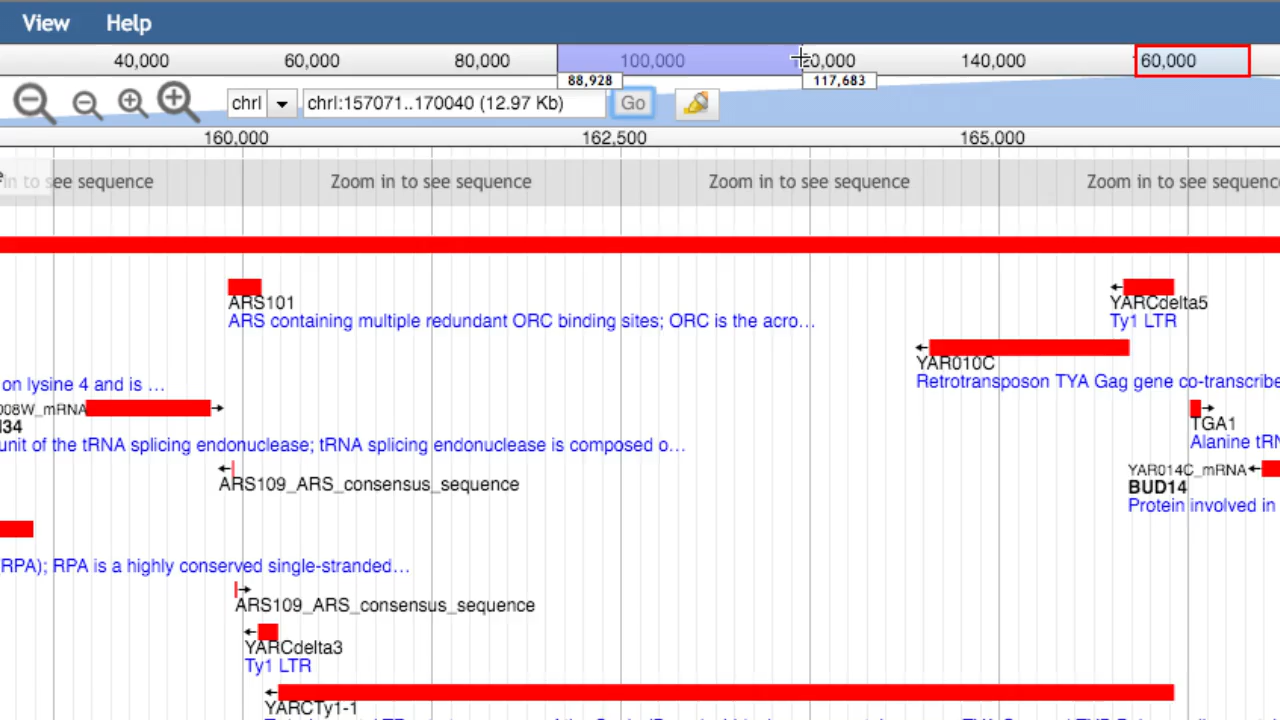 View Help
40,000 60,000 80,000 100,000 120,000 140,000 60,000
88,928 117,683
chrI chrI:157071..170040 (12.97 Kb) Go
160,000 162,500 165,000
in to see sequence Zoom in to see sequence Zoom in to see sequence Zoom in to see sequenc
ARS101
ARS containing multiple redundant ORC binding sites; ORC is the acro...
YARCdelta5
Ty1 LTR
YAR010C
Retrotransposon TYA Gag gene co-transcribe
on lysine 4 and is ...
008W_mRNA
34
unit of the tRNA splicing endonuclease; tRNA splicing endonuclease is composed o...
TGA1
Alanine tRN
ARS109_ARS_consensus_sequence
YAR014C_mRNA
BUD14
Protein involved in
RPA); RPA is a highly conserved single-stranded...
ARS109_ARS_consensus_sequence
YARCdelta3
Ty1 LTR
YARCTy1-1